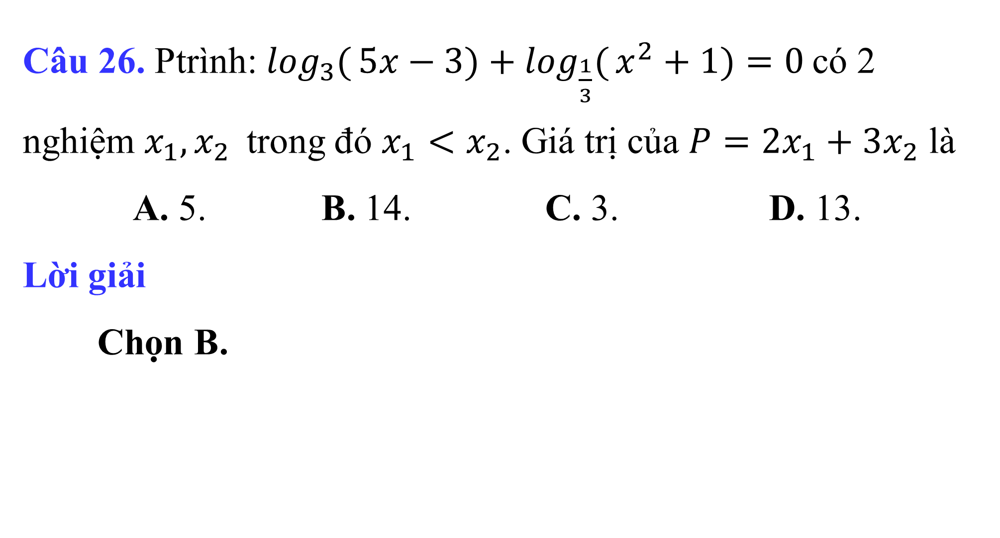 Câu 26. Ptrình: $log_3(5x − 3) + log_{\frac{1}{3}}(x^2 + 1) = 0$ có 2
nghiệm $x_1, x_2$ trong đó $x_1 < x_2$. Giá trị của $P = 2x_1 + 3x_2$ là
A. 5. B. 14. C. 3. D. 13.
Lời giải
Chọn B.